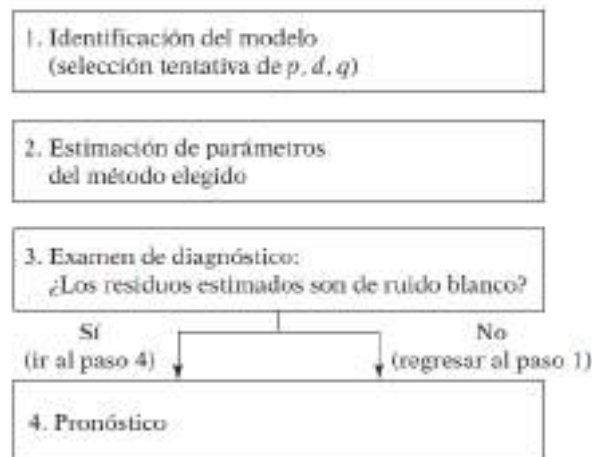 1. Identificación del modelo
(selección tentativa de p, d, q)
2. Estimación de parámetros
del método elegido
3. Examen de diagnóstico:
¿Los residuos estimados son de ruido blanco?
Sí
(ir al paso 4)
No
(regresar al paso 1)
4. Pronóstico